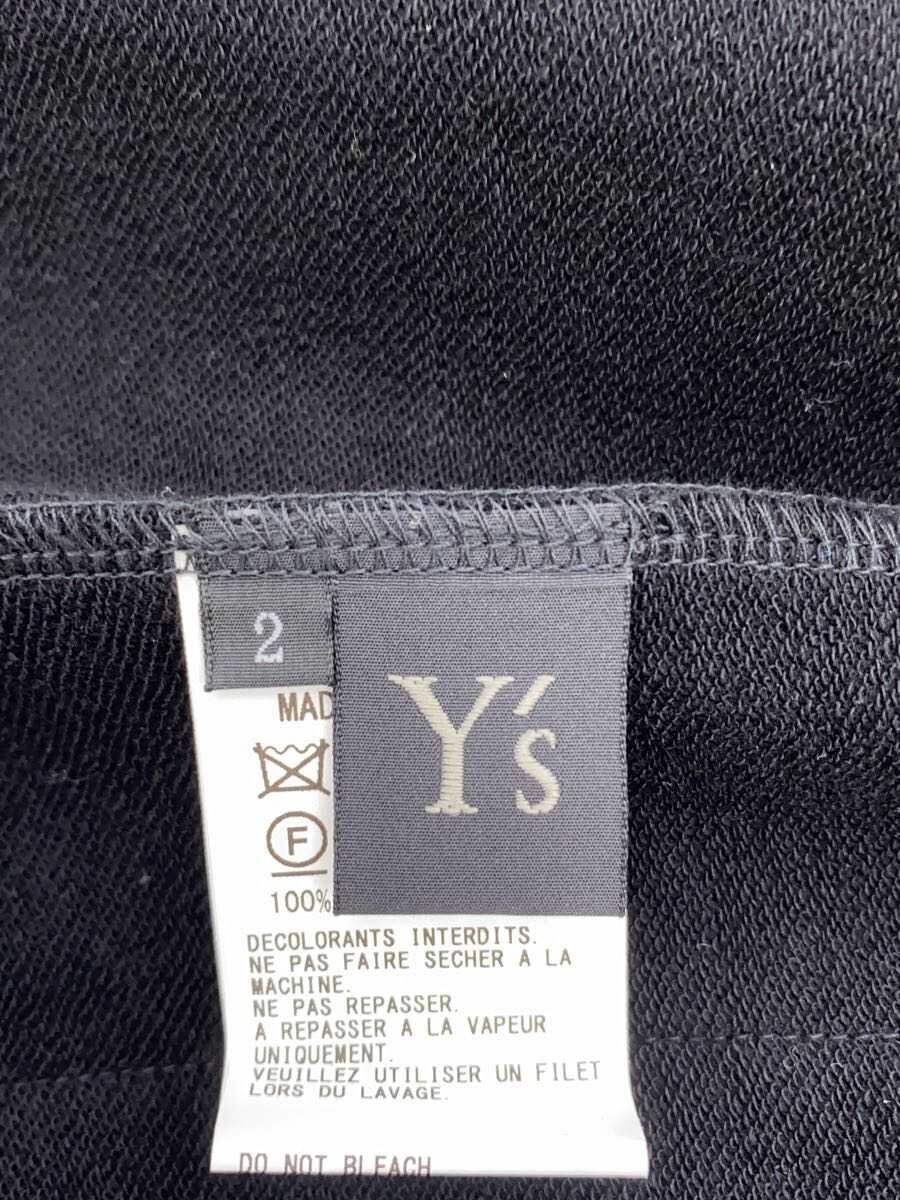 2
Y's
MAD
F
100%
DECOLORANTS INTERDITS.
NE PAS FAIRE SECHER A LA
MACHINE.
NE PAS REPASSER.
A REPASSER A LA VAPEUR
UNIQUEMENT.
VEUILLEZ UTILISER UN FILET
LORS DU LAVAGE.
DO NOT BLEACH